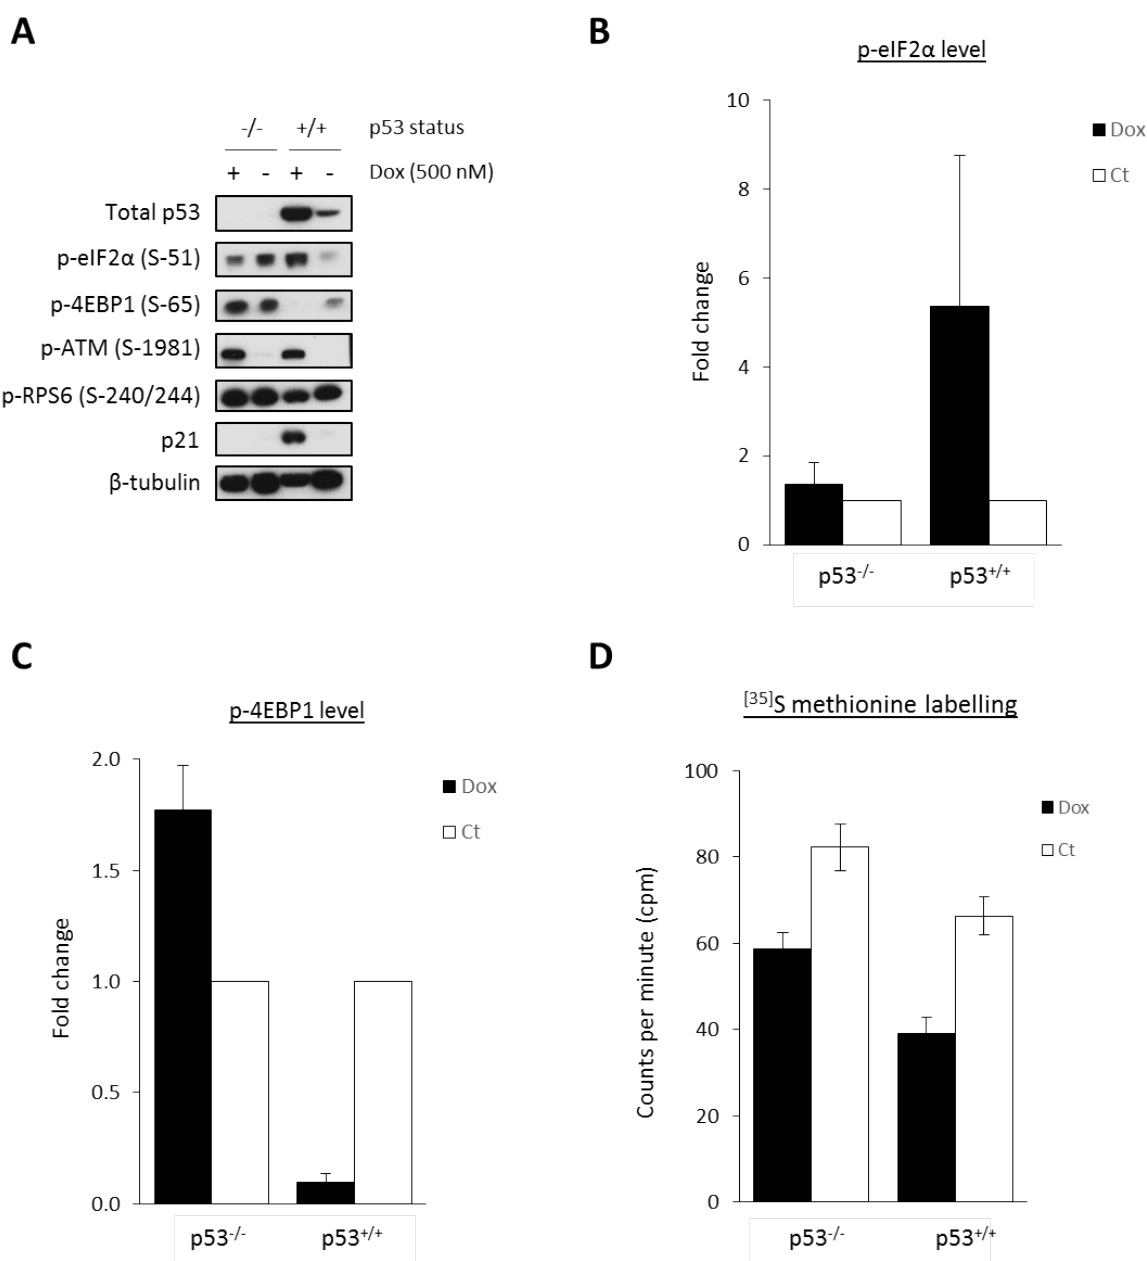 A
-/- +/+ p53 status
+ - + - Dox (500 nM)
Total p53
p-eIF2α (S-51)
p-4EBP1 (S-65)
p-ATM (S-1981)
p-RPS6 (S-240/244)
p21
β-tubulin
B
p-eIF2α level
10
8
6
4
2
0
Fold change
Dox
Ct
p53-/- p53+/+
C
p-4EBP1 level
2.0
1.5
1.0
0.5
0.0
Fold change
Dox
Ct
p53-/- p53+/+
D
[35]S methionine labelling
100
80
60
40
20
0
Counts per minute (cpm)
Dox
Ct
p53-/- p53+/+